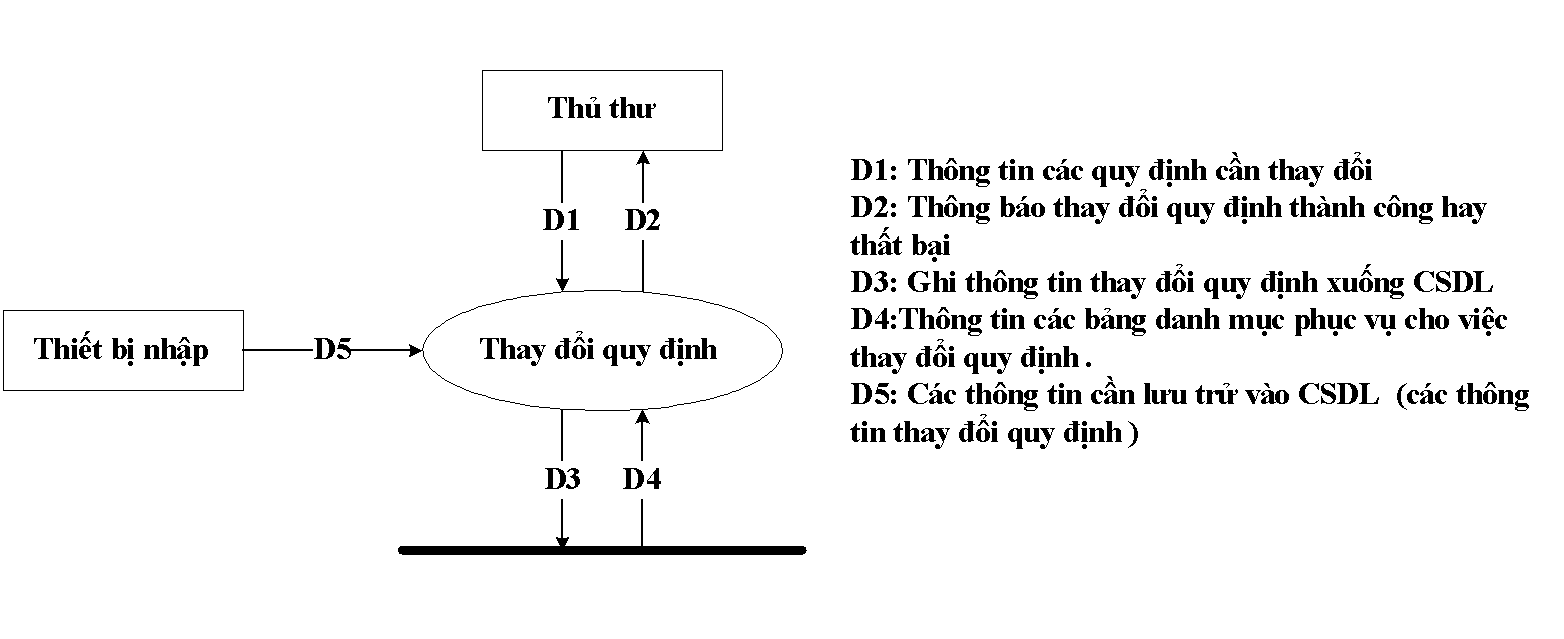 Thủ thư
D1 D2
Thiết bị nhập
D5
Thay đổi quy định
D3 D4
D1: Thông tin các quy định cần thay đổi
D2: Thông báo thay đổi quy định thành công hay
thất bại
D3: Ghi thông tin thay đổi quy định xuống CSDL
D4:Thông tin các bảng danh mục phục vụ cho việc
thay đổi quy định .
D5: Các thông tin cần lưu trử vào CSDL (các thông
tin thay đổi quy định )